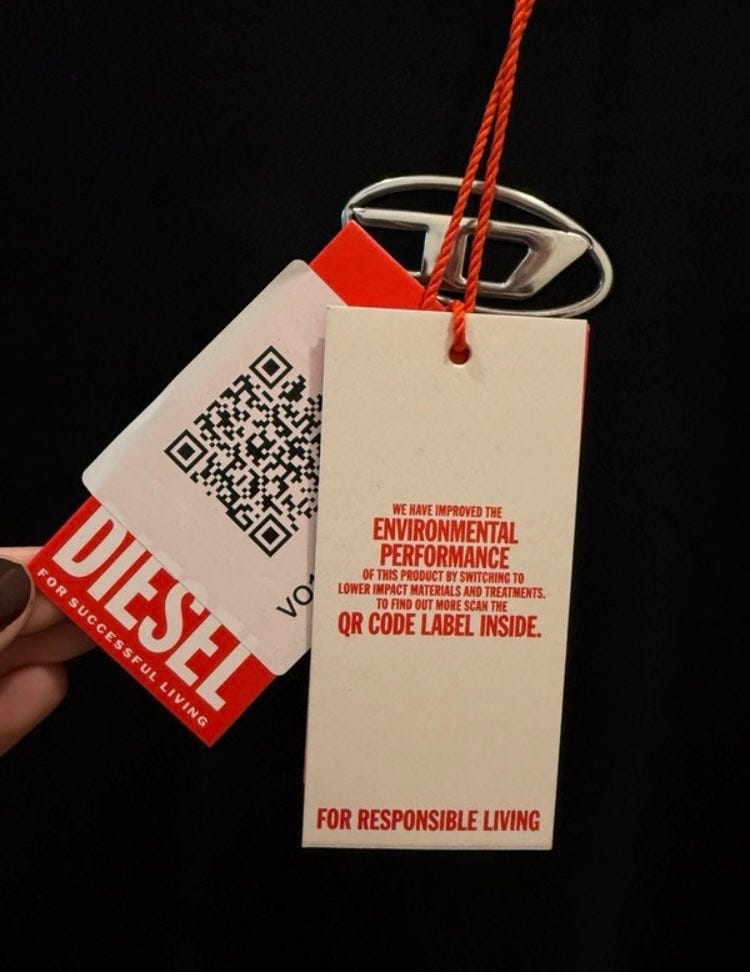 DIESEL
FOR SUCCESSFUL LIVING
WE HAVE IMPROVED THE
ENVIRONMENTAL
PERFORMANCE
OF THIS PRODUCT BY SWITCHING TO
LOWER IMPACT MATERIALS AND TREATMENTS.
TO FIND OUT MORE SCAN THE
QR CODE LABEL INSIDE.
FOR RESPONSIBLE LIVING